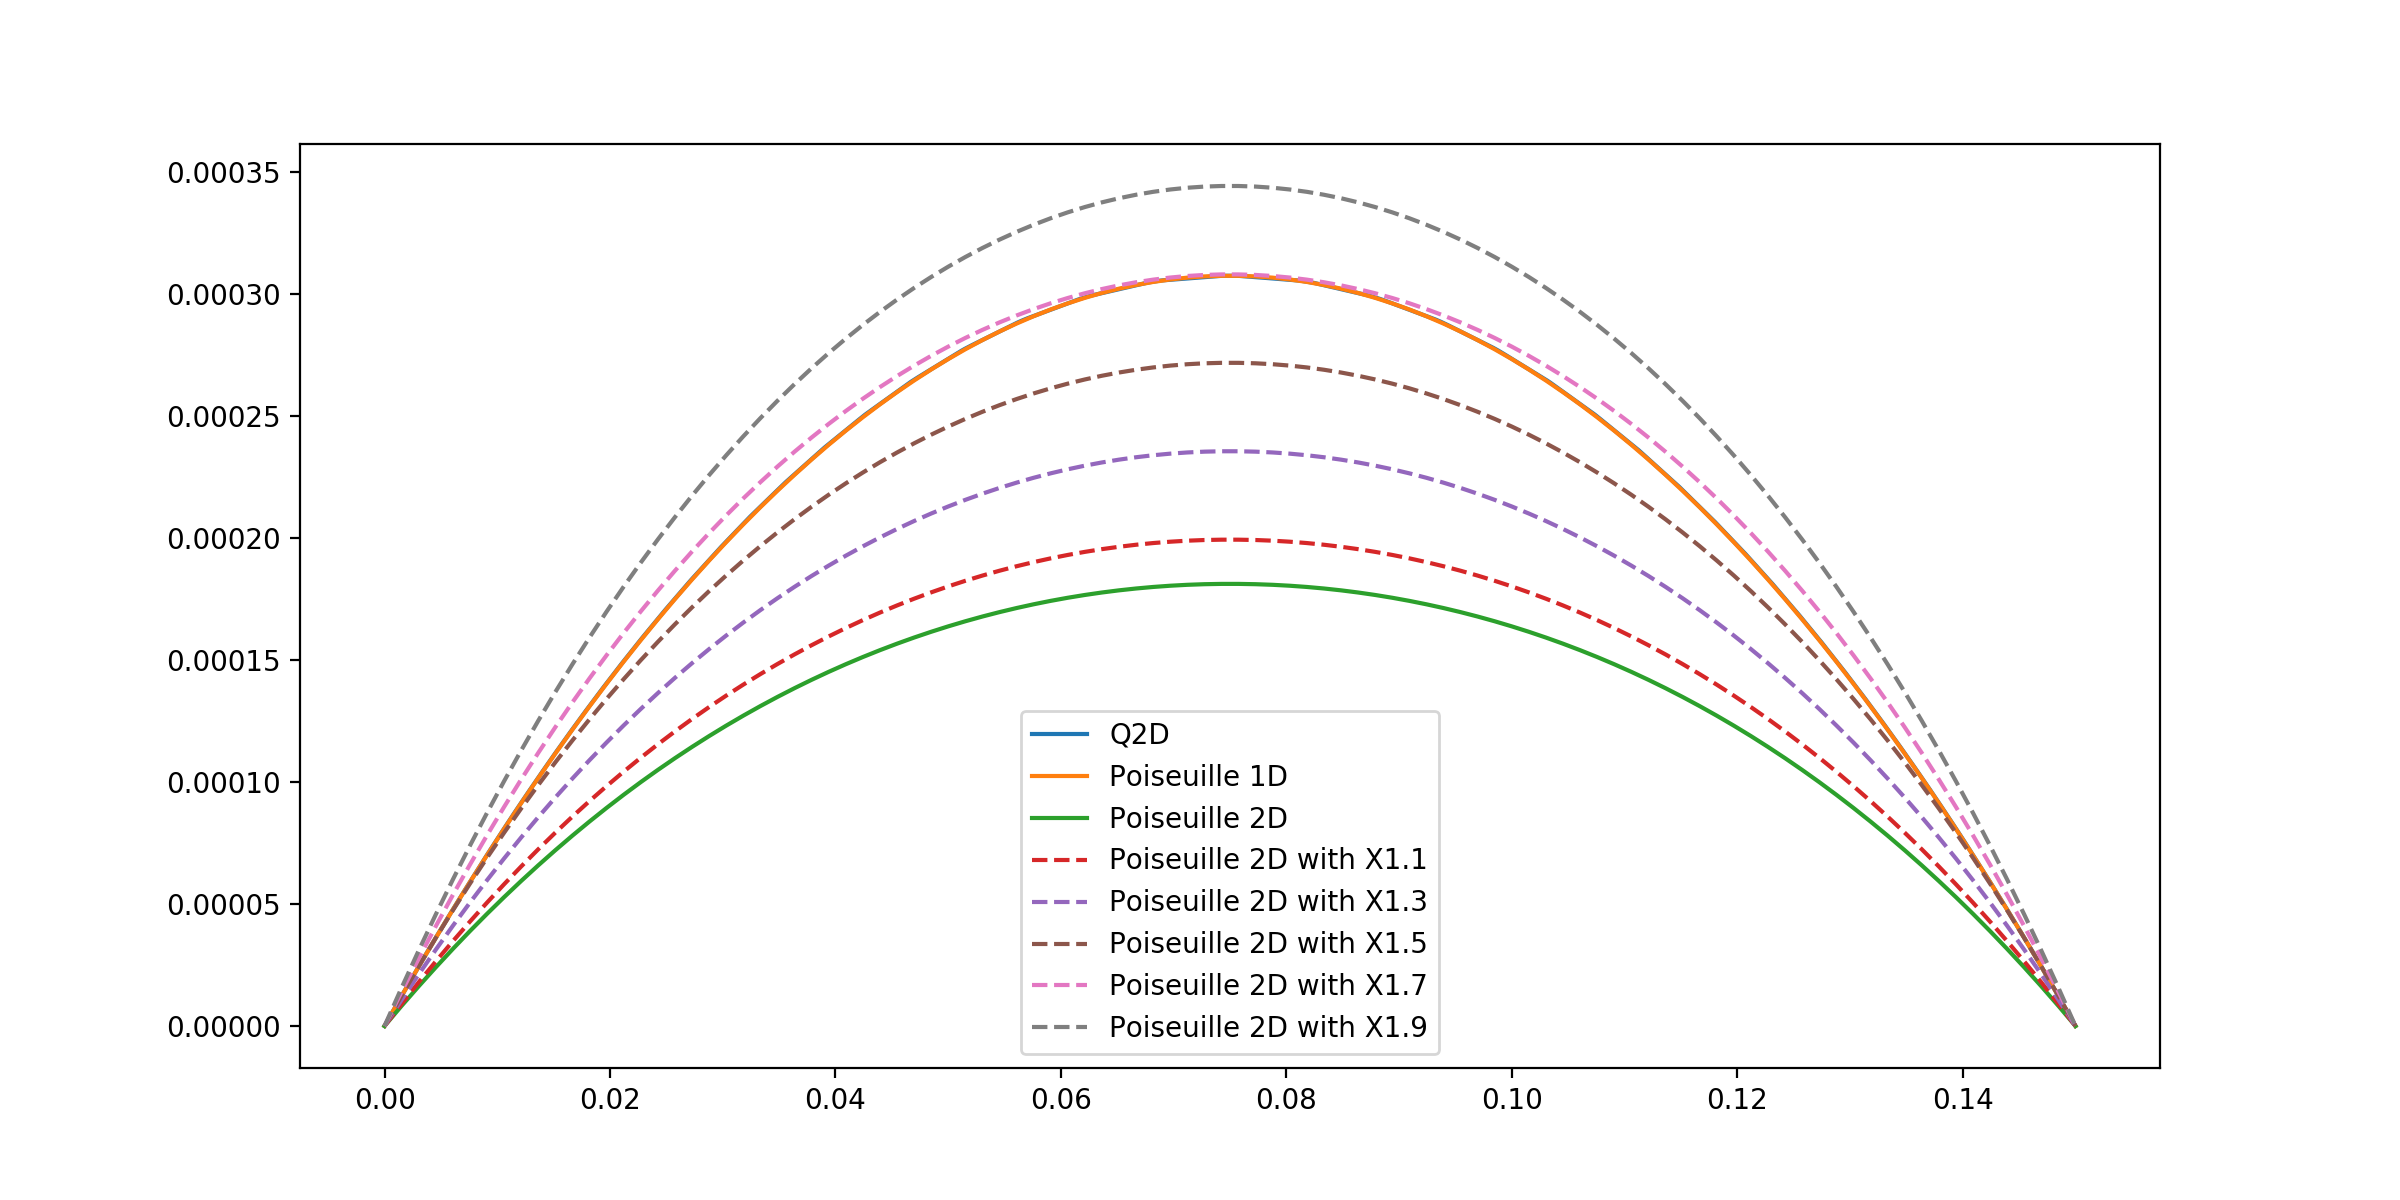 0.00035
0.00030
0.00025
0.00020
0.00015
0.00010
0.00005
0.00000
Q2D
Poiseuille 1D
Poiseuille 2D
Poiseuille 2D with X1.1
Poiseuille 2D with X1.3
Poiseuille 2D with X1.5
Poiseuille 2D with X1.7
Poiseuille 2D with X1.9
0.00 0.02 0.04 0.06 0.08 0.10 0.12 0.14